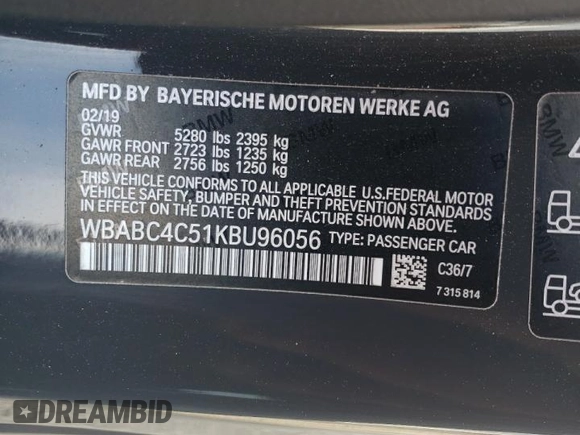 MFD BY BAYERISCHE MOTOREN WERKE AG
02/19
GVWR 5280 lbs 2395 kg
GAWR FRONT 2723 lbs 1235 kg
GAWR REAR 2756 lbs 1250 kg
THIS VEHICLE CONFORMS TO ALL APPLICABLE U.S.FEDERAL MOTOR
VEHICLE SAFETY, BUMPER AND THEFT PREVENTION STANDARDS
IN EFFECT ON THE DATE OF MANUFACTURE SHOWN ABOVE.
WBABC4C51KBU96056 TYPE: PASSENGER CAR
C36/7
7 315 814
BMW
DREAMBID